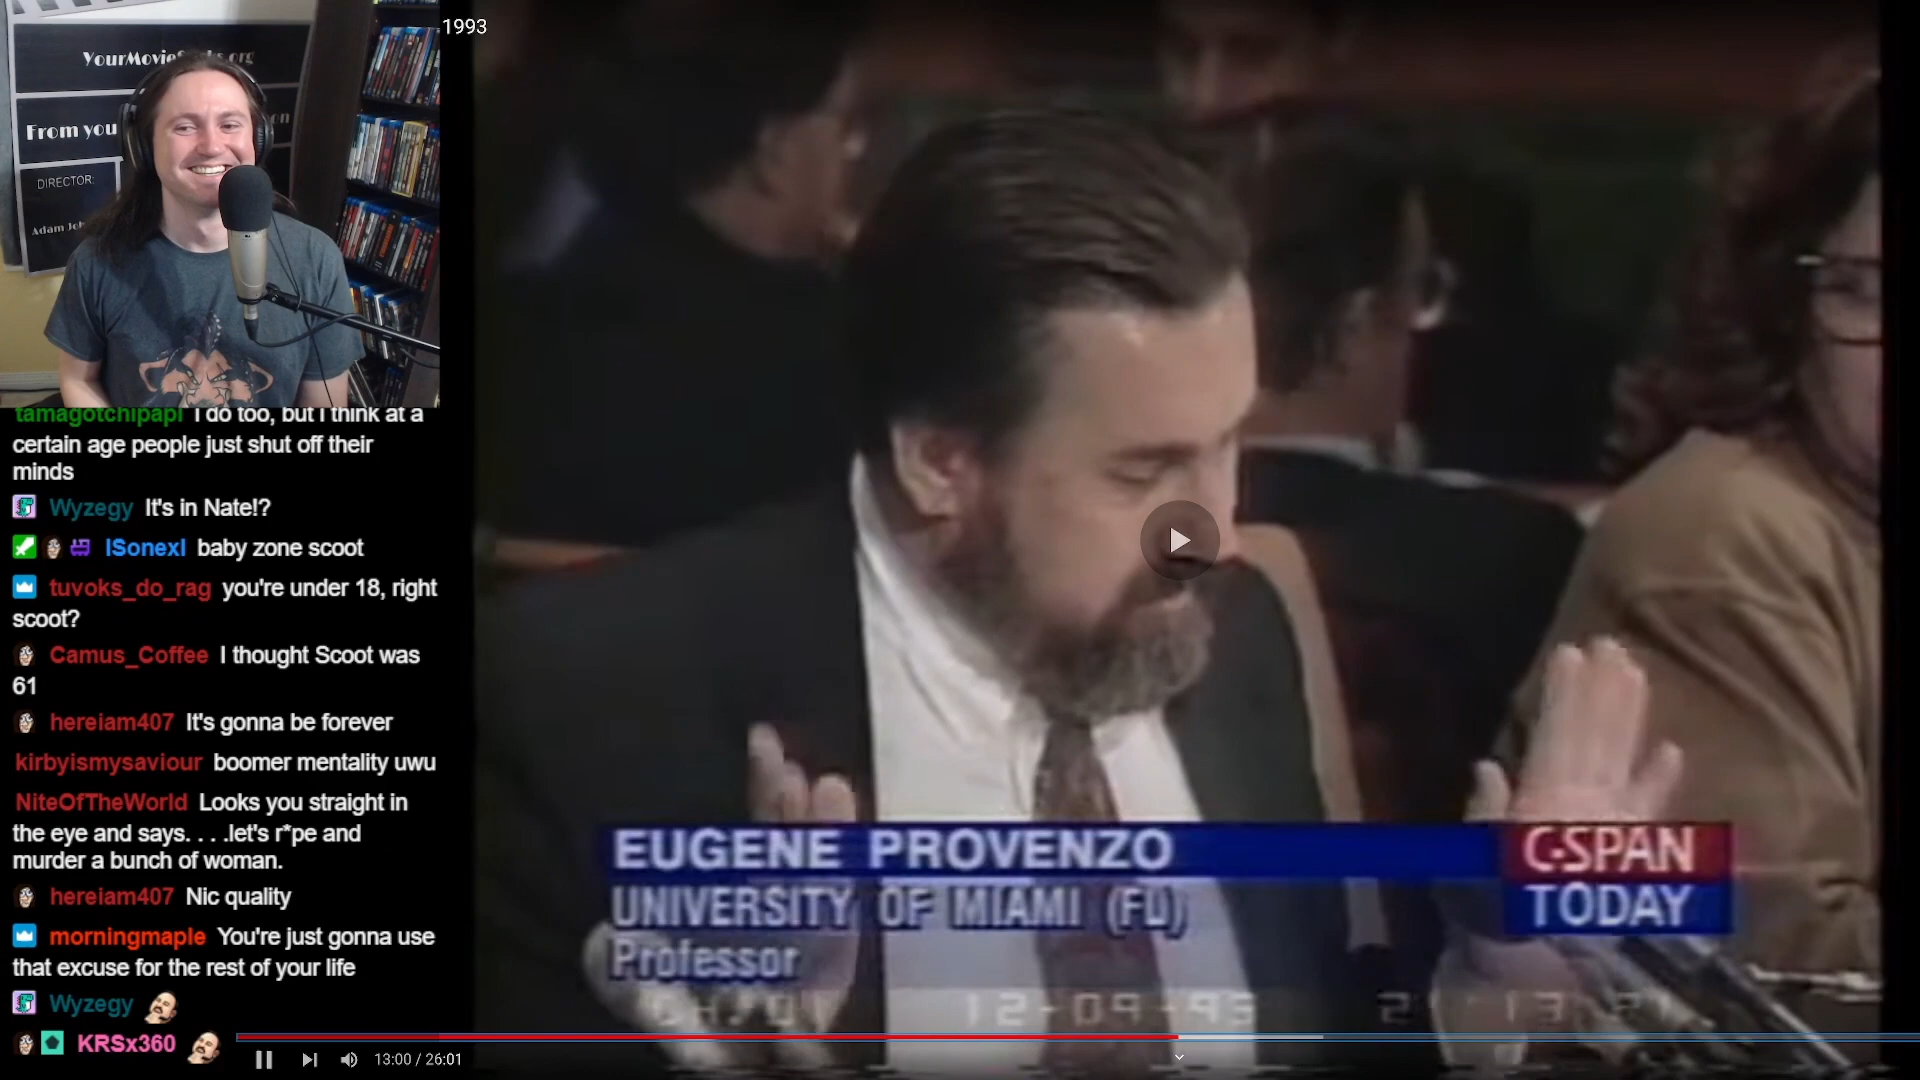 1993
YourMovie
.org
From you
on
DIRECTOR:
Adam Joh
tamagotchipapi I do too, but I think at a
certain age people just shut off their
minds
Wyzegy It's in Nate!?
ISonexI baby zone scoot
tuvoks_do_rag you're under 18, right
scoot?
Camus_Coffee I thought Scoot was
61
hereiam407 It's gonna be forever
kirbyismysaviour boomer mentality uwu
NiteOfTheWorld Looks you straight in
the eye and says. . . .let's r*pe and
murder a bunch of woman.
hereiam407 Nic quality
morningmaple You're just gonna use
that excuse for the rest of your life
Wyzegy
KRSx360
EUGENE PROVENZO
UNIVERSITY OF MIAMI (FL)
Professor
C-SPAN
TODAY
12-09-93
13:00 / 26:01